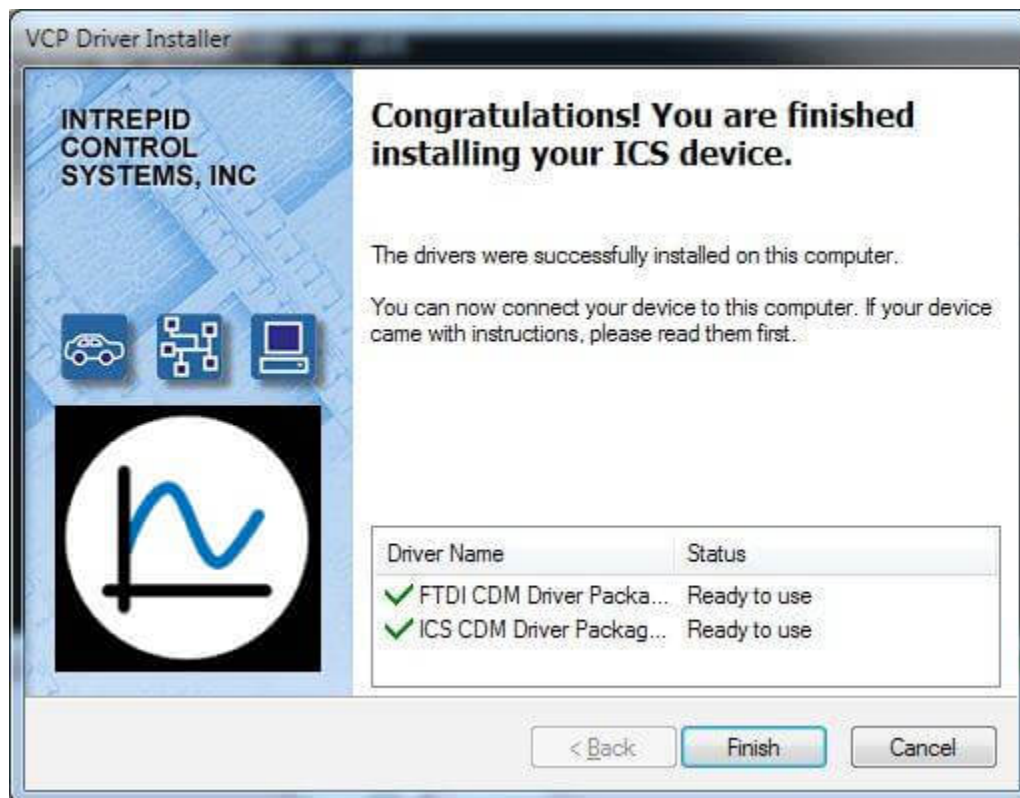 VCP Driver Installer
INTREPID
CONTROL
SYSTEMS, INC
Congratulations! You are finished
installing your ICS device.
The drivers were successfully installed on this computer.
You can now connect your device to this computer. If your device
came with instructions, please read them first.
Driver Name Status
FTDI CDM Driver Packa... Ready to use
ICS CDM Driver Packag... Ready to use
< Back Finish Cancel